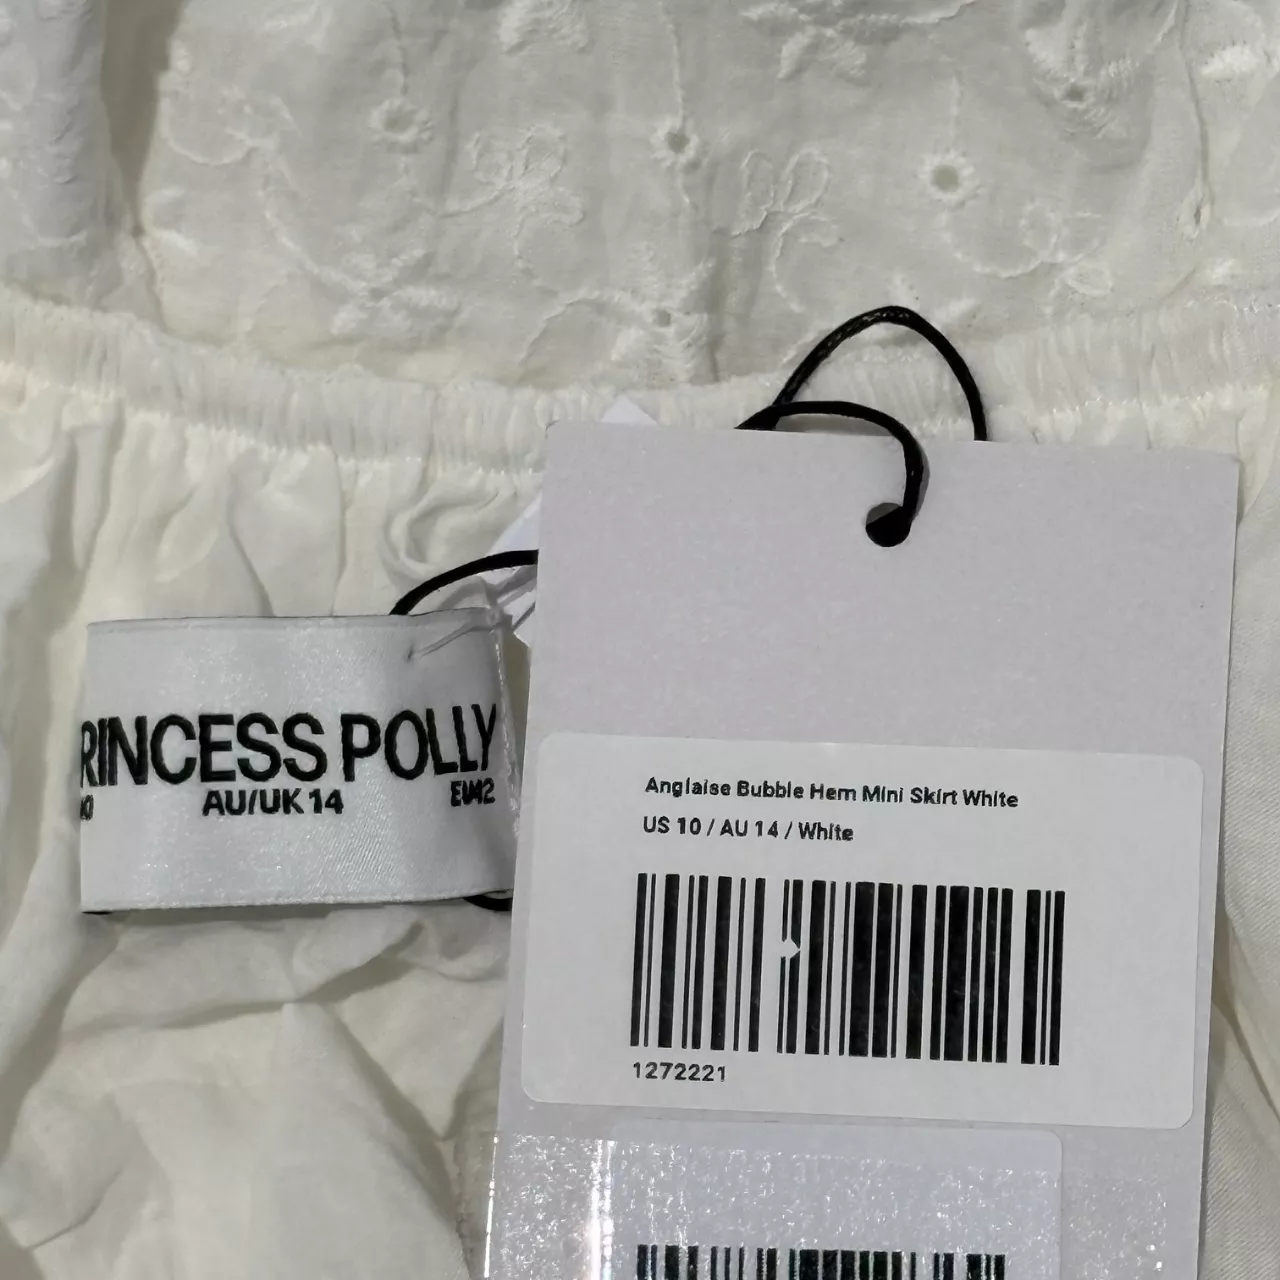 RINCESS POLLY
AU/UK 14 EU42
Anglaise Bubble Hem Mini Skirt White
US 10 / AU 14 / White
1272221